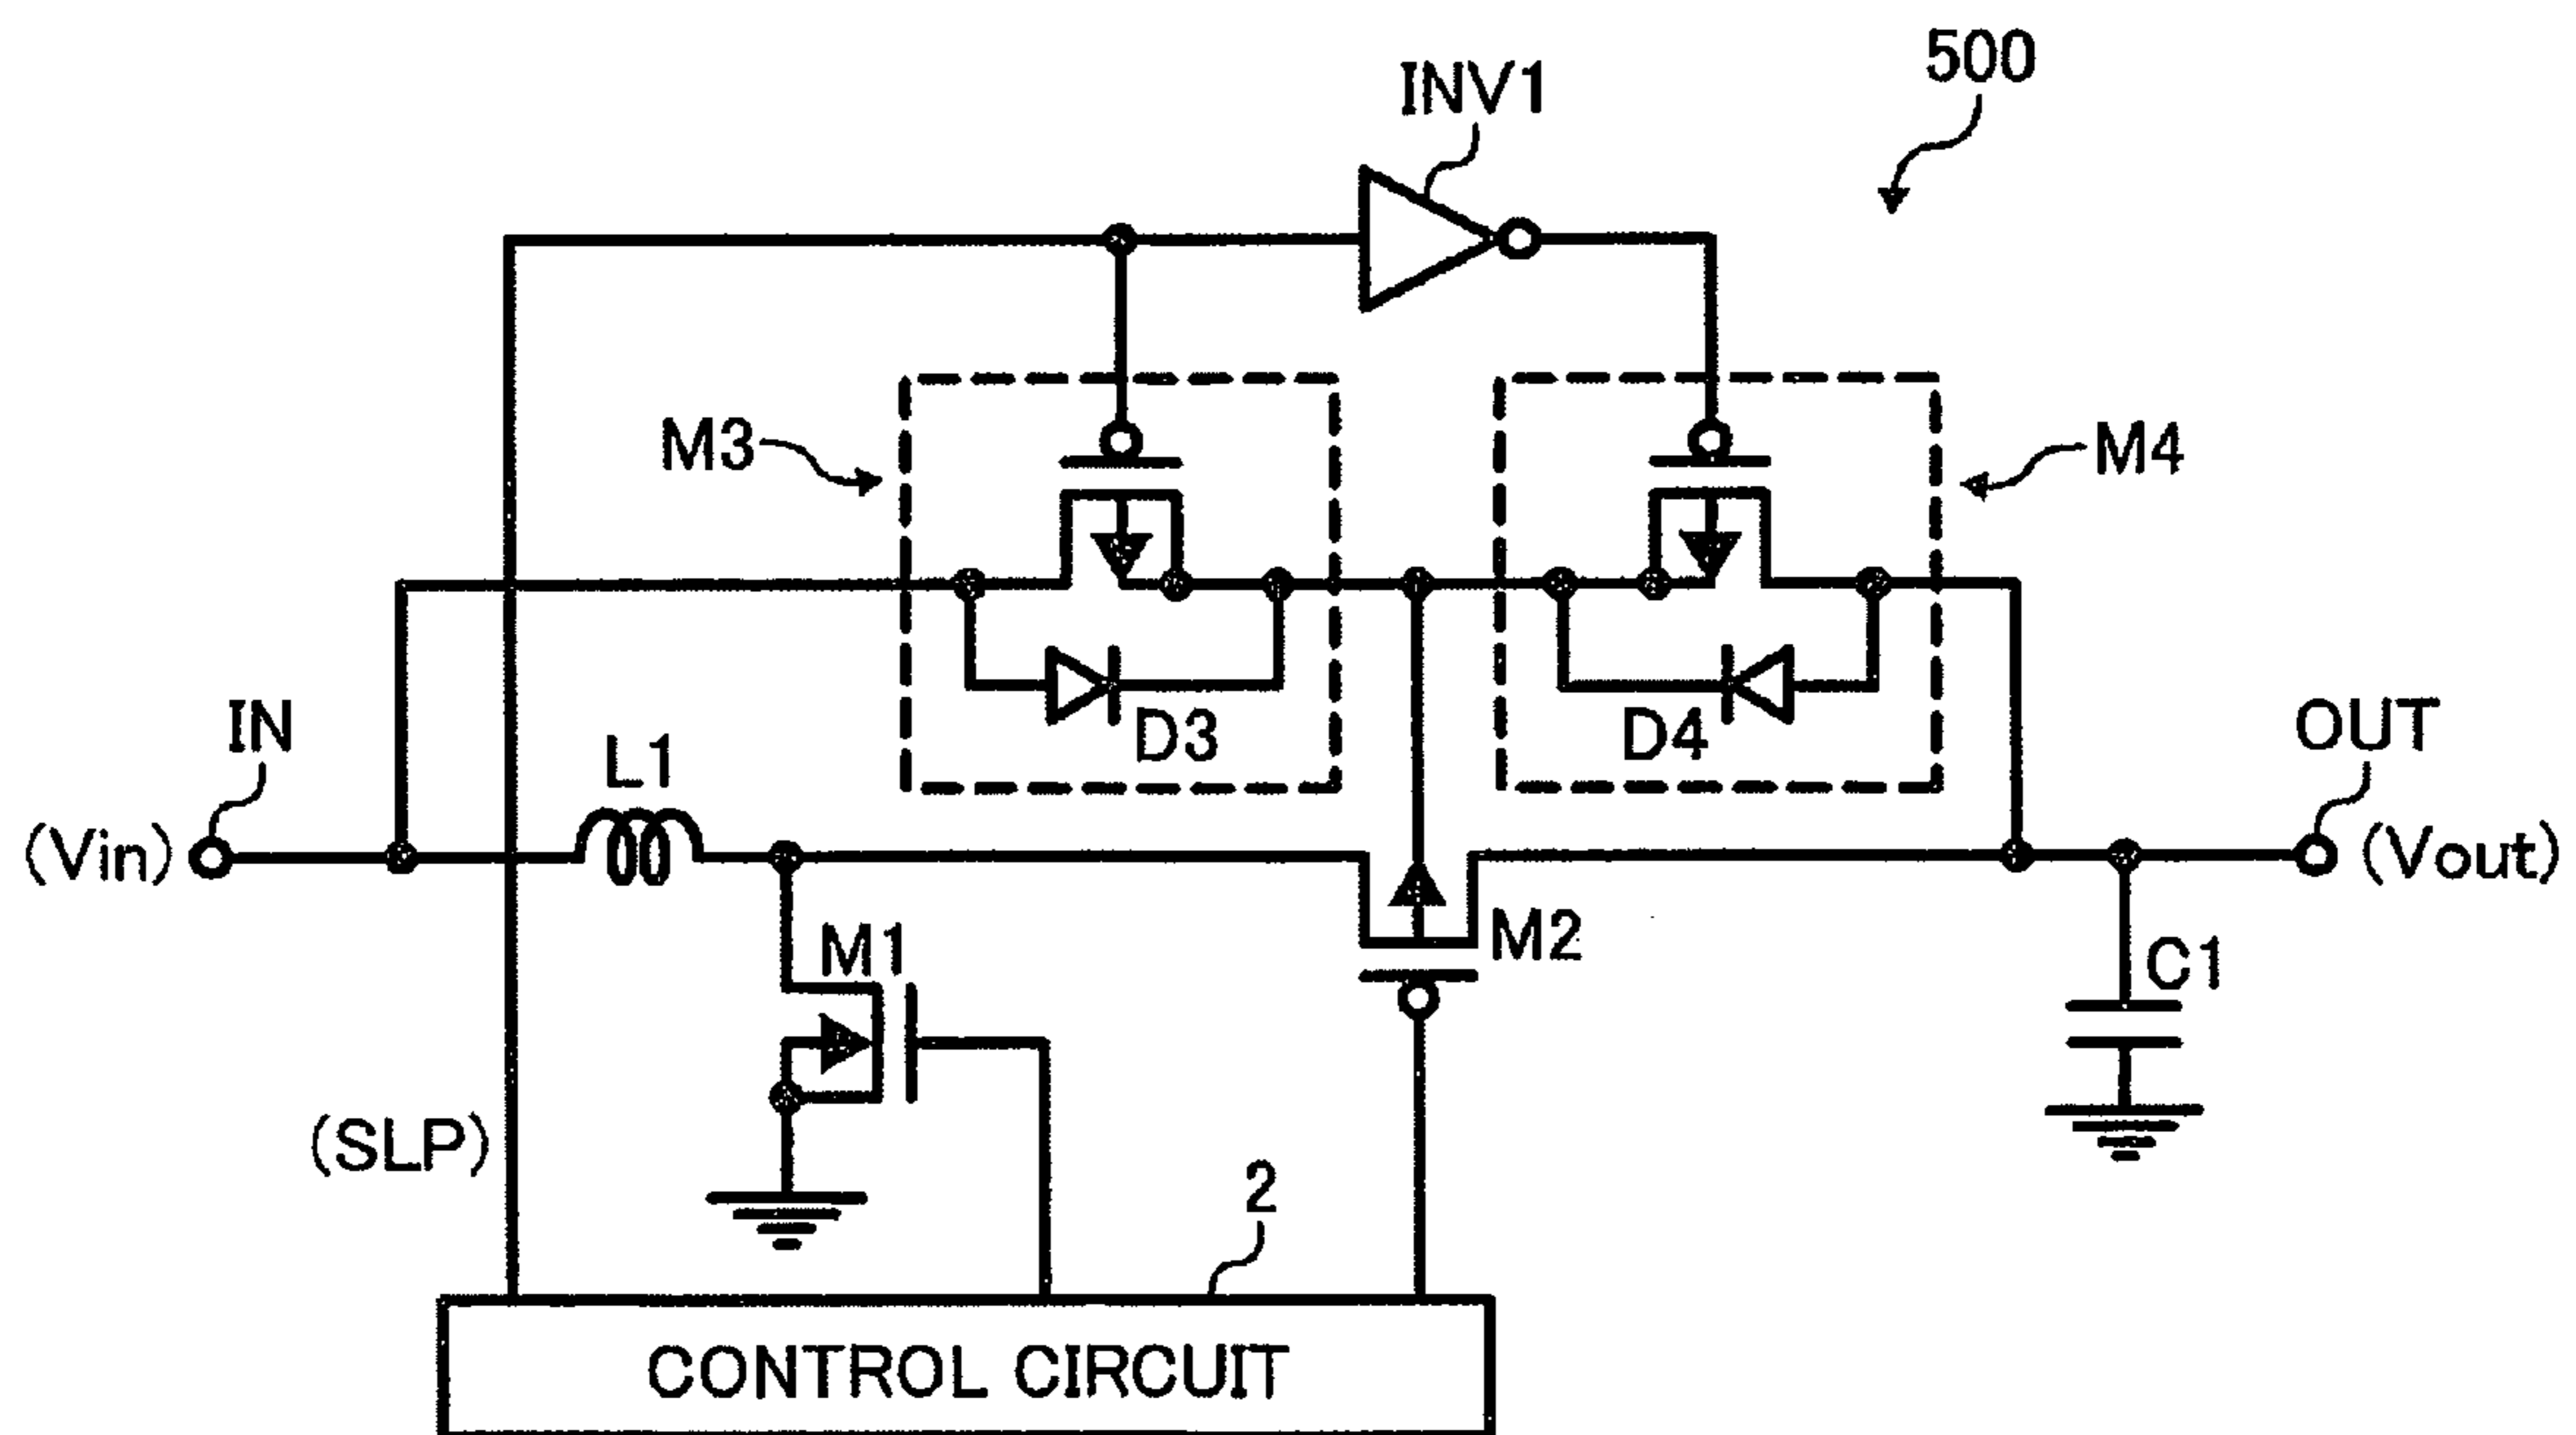 500
INV1
M3
M4
D3
D4
IN
L1
OUT
(Vin)
(Vout)
M1
M2
C1
(SLP)
2
CONTROL CIRCUIT